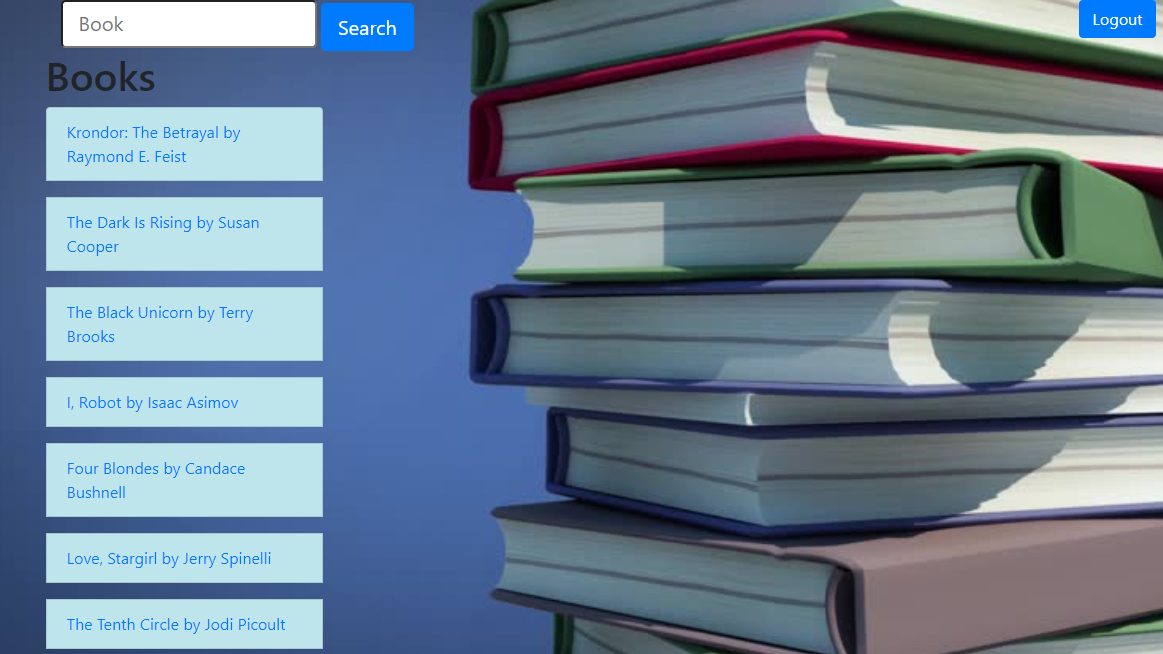 Book
Search
Logout
Books
Krondor: The Betrayal by
Raymond E. Feist
The Dark Is Rising by Susan
Cooper
The Black Unicorn by Terry
Brooks
I, Robot by Isaac Asimov
Four Blondes by Candace
Bushnell
Love, Stargirl by Jerry Spinelli
The Tenth Circle by Jodi Picoult